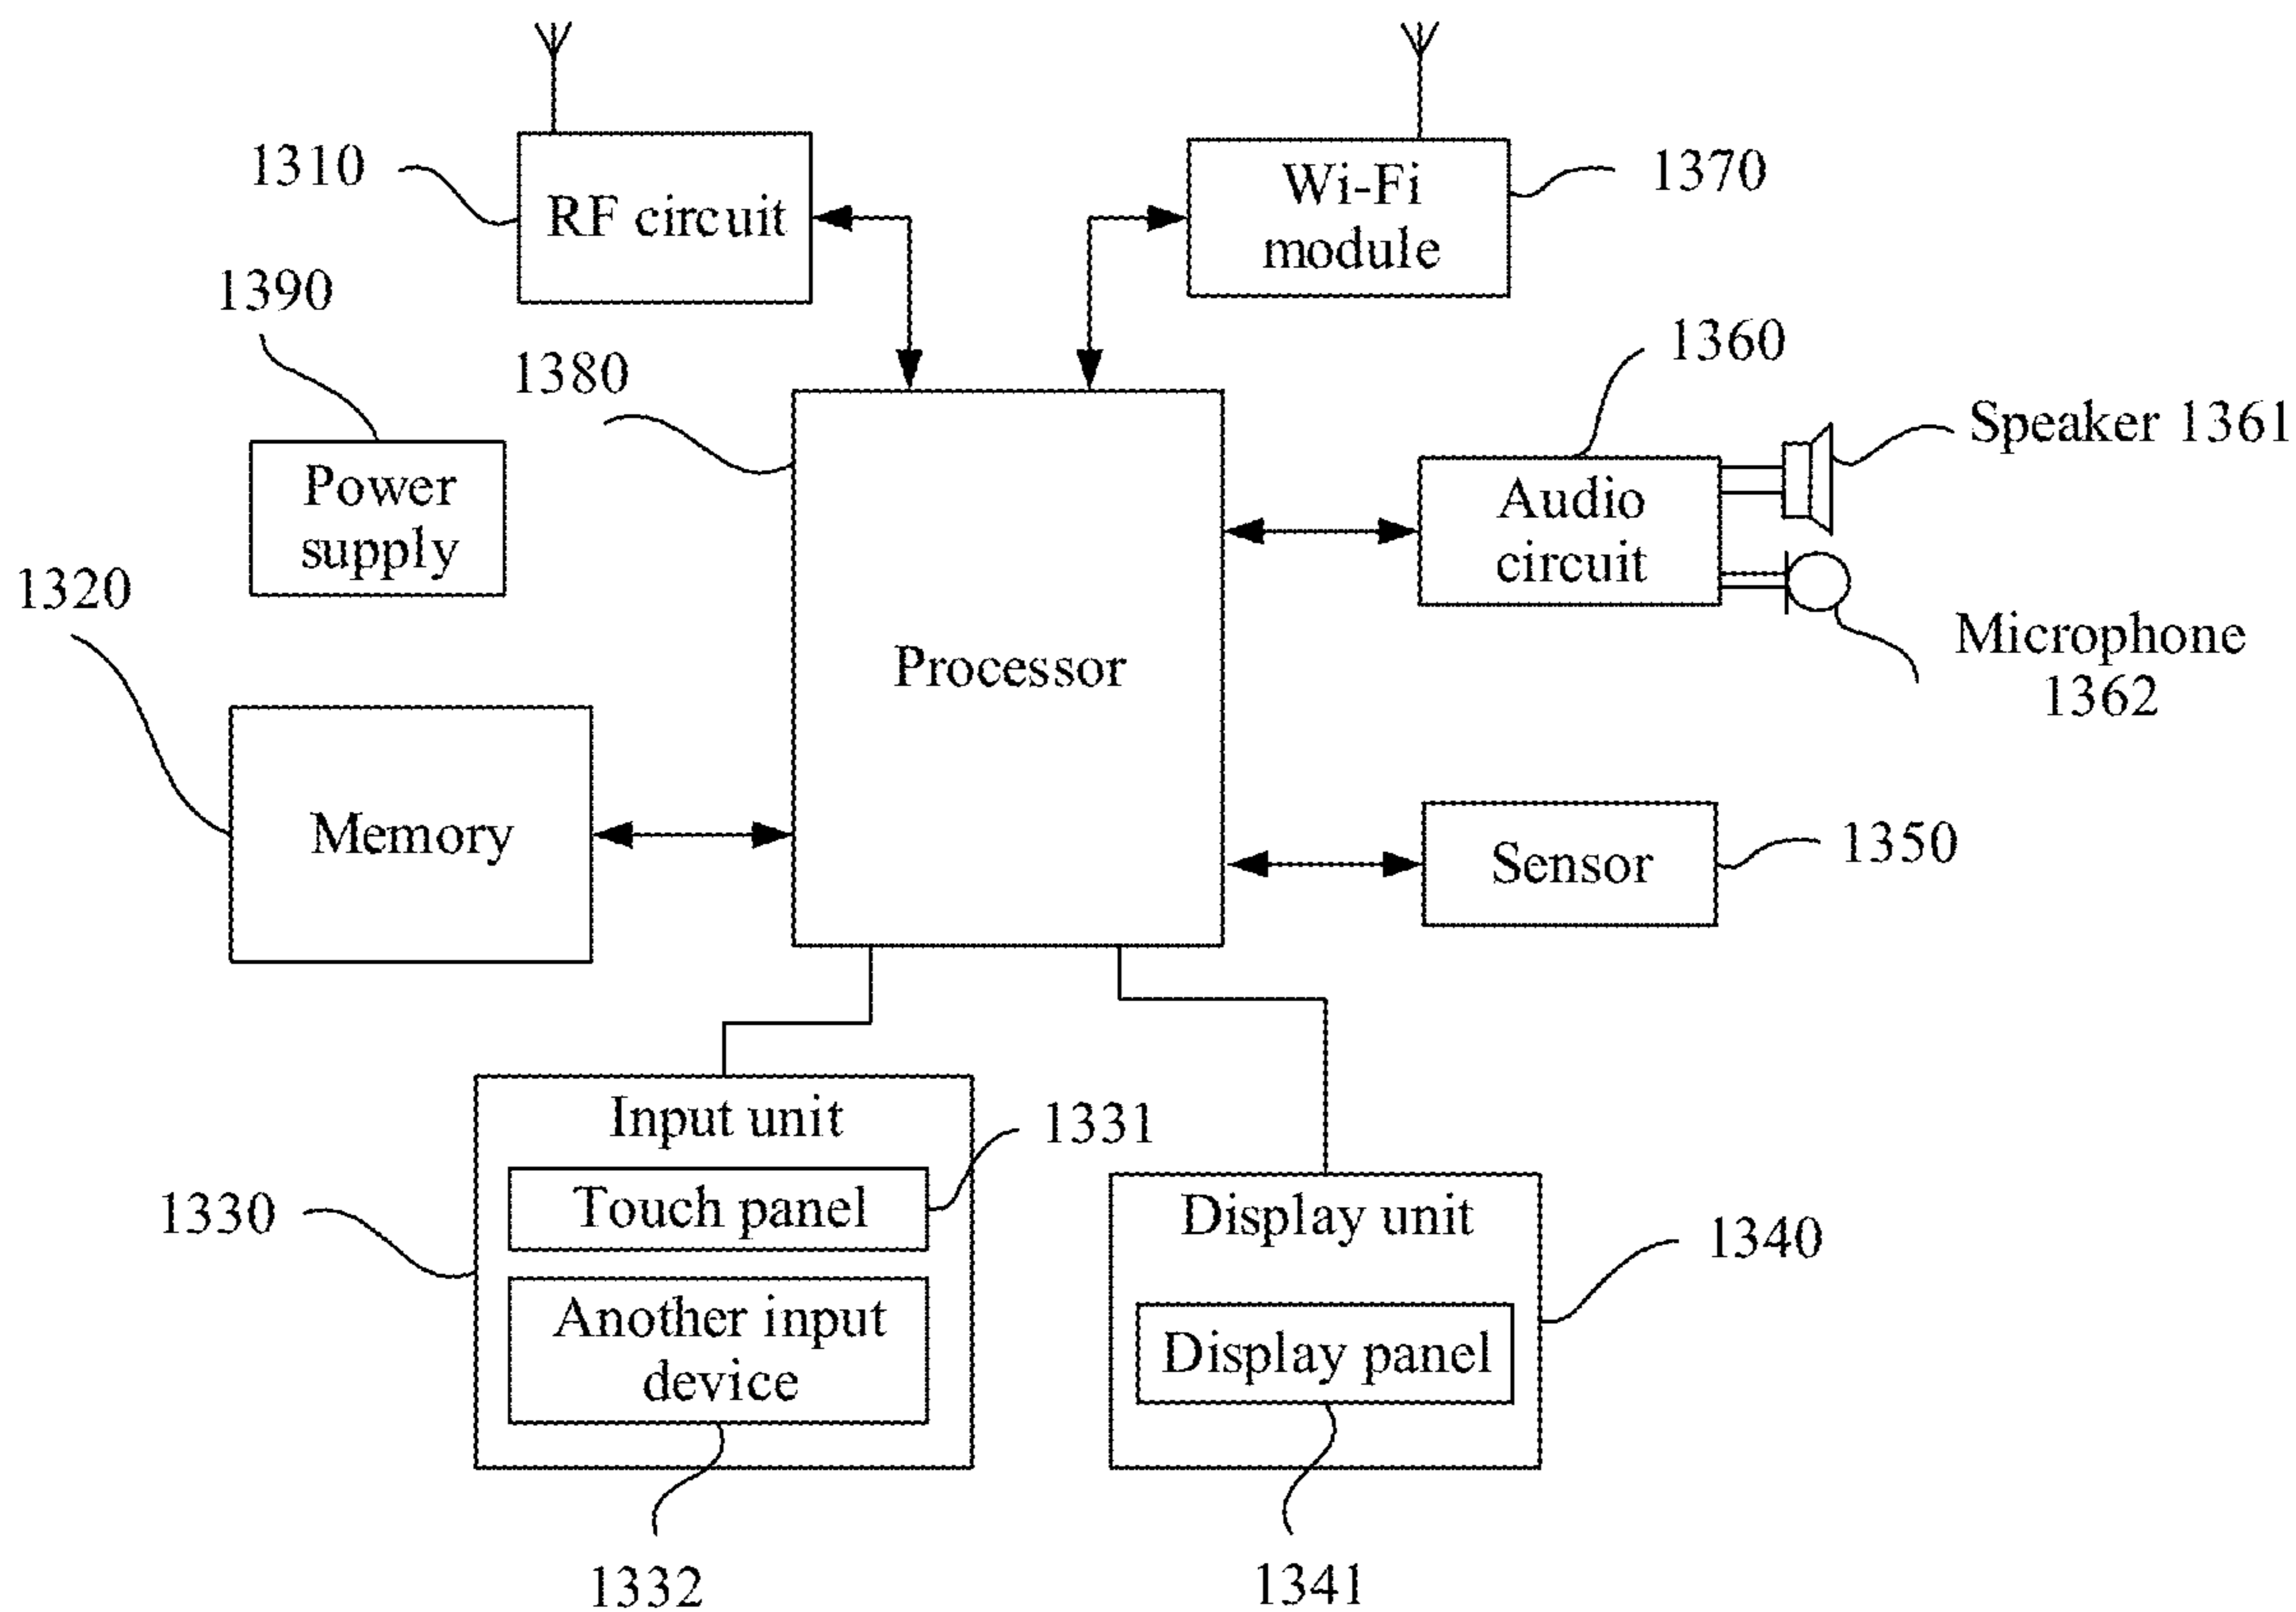 1310
RF circuit
Wi-Fi
module
1370
1390
1380
1360
Speaker 1361
Power
supply
Audio
circuit
1320
Processor
Microphone
1362
Memory
Sensor
1350
Input unit
1331
Touch panel
1330
Display unit
1340
Another input
device
Display panel
1332
1341